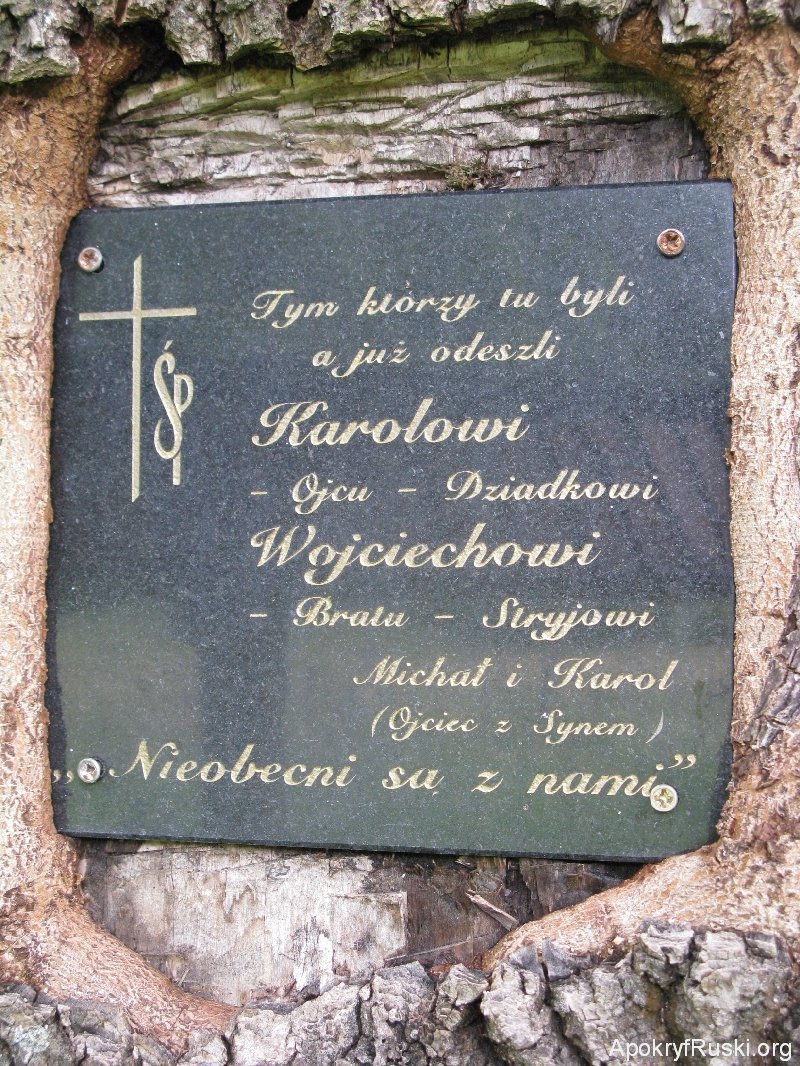 ŚP
Tym którzy tu byli
a już odeszli
Karolowi
- Ojcu - Dziadkowi
Wojciechowi
- Bratu - Stryjowi
Michał i Karol
(Ojciec z Synem)
„Nieobecni są z nami”
ApokryfRuski.org